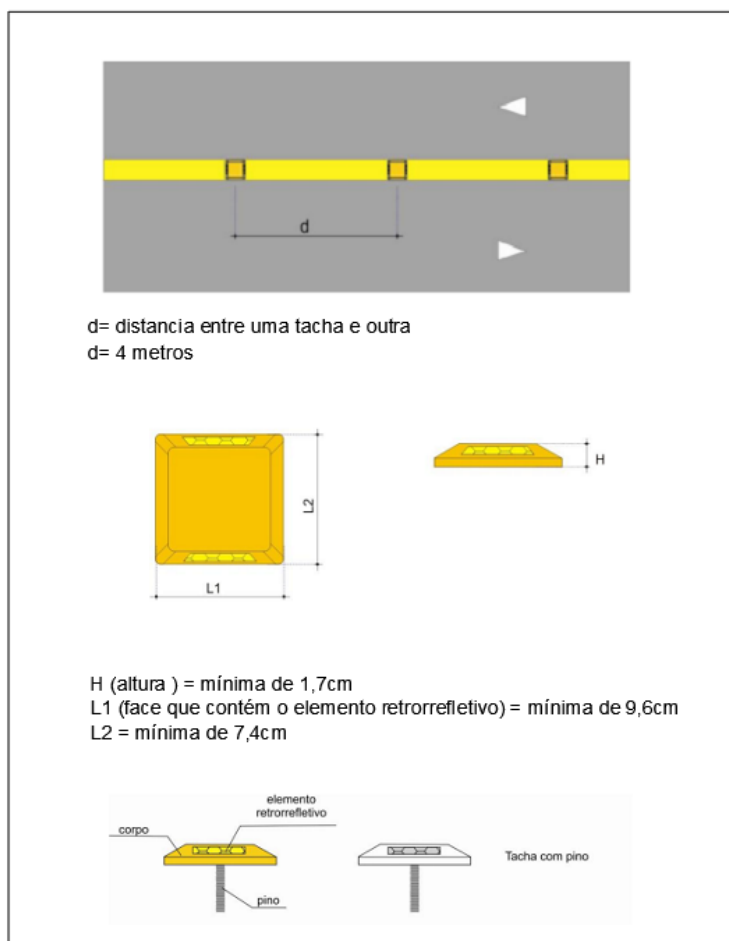 d
d= distancia entre uma tacha e outra
d= 4 metros
L2
L1
H
H (altura ) = mínima de 1,7cm
L1 (face que contém o elemento retrorrefletivo) = mínima de 9,6cm
L2 = mínima de 7,4cm
elemento
retrorrefletivo
corpo
Tacha com pino
pino